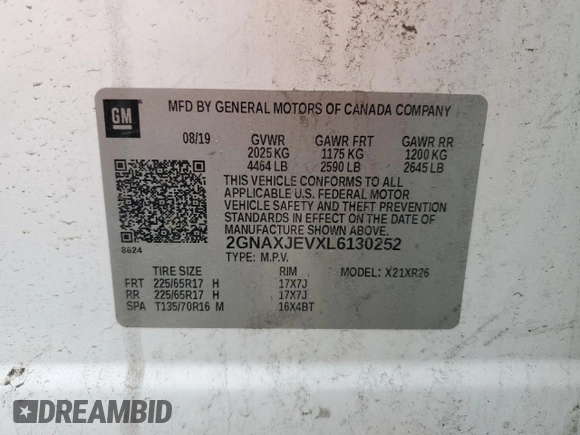 GM
MFD BY GENERAL MOTORS OF CANADA COMPANY
08/19 GVWR GAWR FRT GAWR RR
2025 KG 1175 KG 1200 KG
4464 LB 2590 LB 2645 LB
THIS VEHICLE CONFORMS TO ALL
APPLICABLE U.S. FEDERAL MOTOR
VEHICLE SAFETY AND THEFT PREVENTION
STANDARDS IN EFFECT ON THE DATE OF
MANUFACTURE SHOWN ABOVE.
8624 2GNAXJEVXL6130252
TYPE: M.P.V.
TIRE SIZE RIM MODEL: X21XR26
FRT 225/65R17 H 17X7J
RR 225/65R17 H 17X7J
SPA T135/70R16 M 16X4BT
DREAMBID